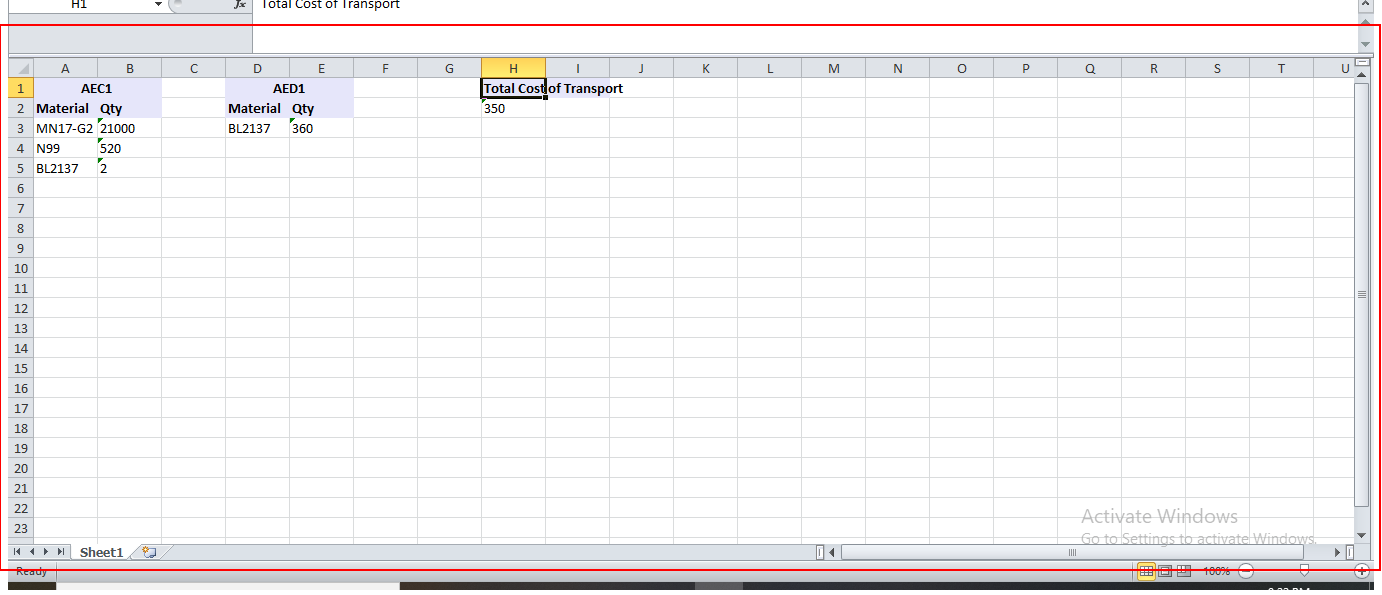 H1 fx Total Cost of Transport
A B C D E F G H I J K L M N O P Q R S T U
1 AEC1 AED1 Total Cost of Transport
2 Material Qty Material Qty 350
3 MN17-G2 21000 BL2137 360
4 N99 520
5 BL2137 2
6
7
8
9
10
11
12
13
14
15
16
17
18
19
20
21
22
23
Activate Windows
Go to Settings to activate Windows.
Sheet1
Ready 100%